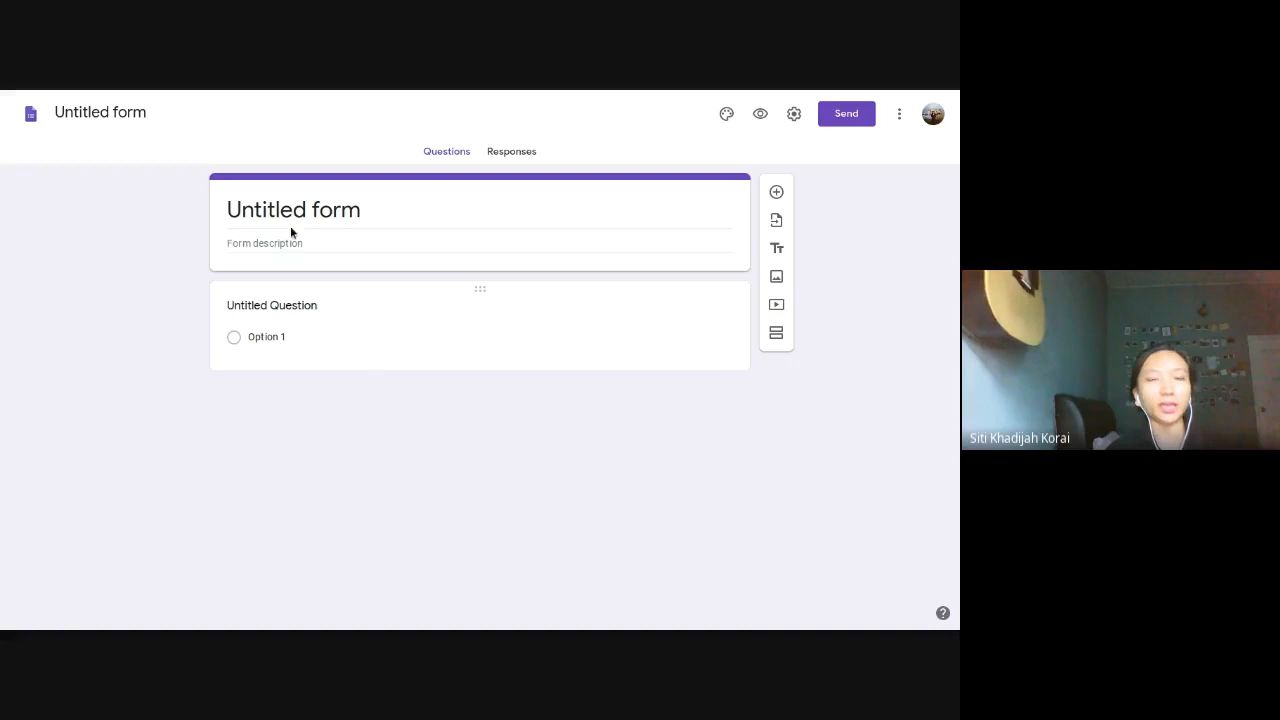 Untitled form
Send
Questions
Responses
Untitled form
Form description
Untitled Question
Option 1
Siti Khadijah Korai